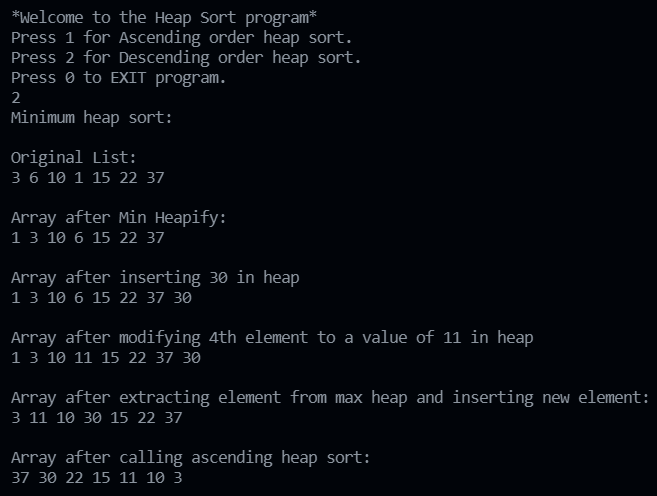 *Welcome to the Heap Sort program*
Press 1 for Ascending order heap sort.
Press 2 for Descending order heap sort.
Press 0 to EXIT program.
2
Minimum heap sort:
Original List:
3 6 10 1 15 22 37
Array after Min Heapify:
1 3 10 6 15 22 37
Array after inserting 30 in heap
1 3 10 6 15 22 37 30
Array after modifying 4th element to a value of 11 in heap
1 3 10 11 15 22 37 30
Array after extracting element from max heap and inserting new element:
3 11 10 30 15 22 37
Array after calling ascending heap sort:
37 30 22 15 11 10 3